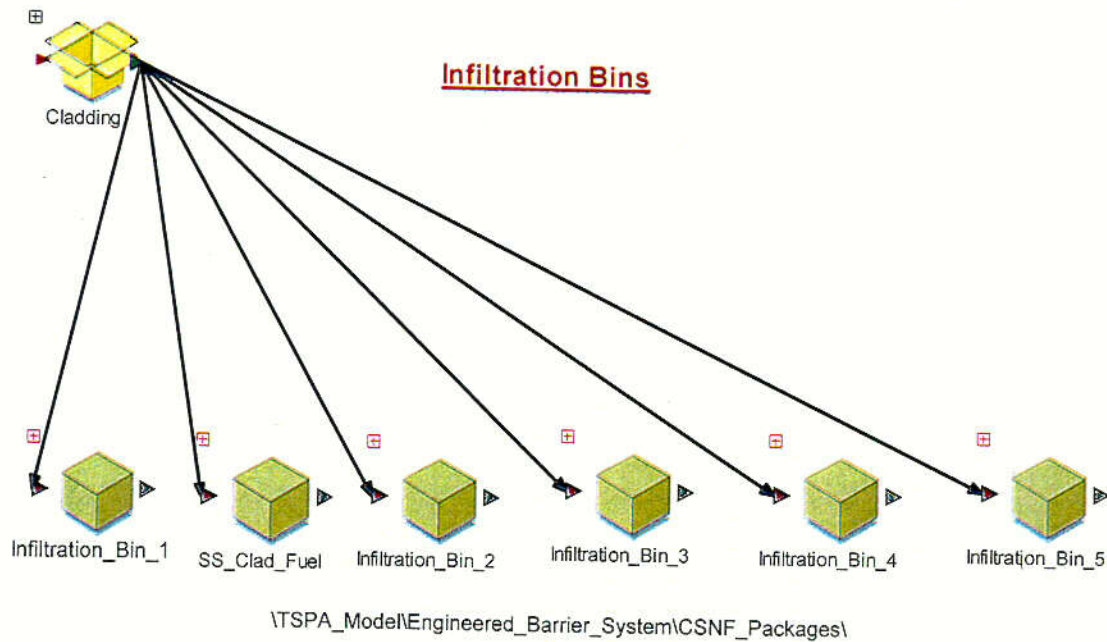 Infiltration Bins
Cladding
Infiltration_Bin_1
SS_Clad_Fuel
Infiltration_Bin_2
Infiltration_Bin_3
Infiltration_Bin_4
Infiltration_Bin_5
\TSPA_Model\Engineered_Barrier_System\CSNF_Packages\